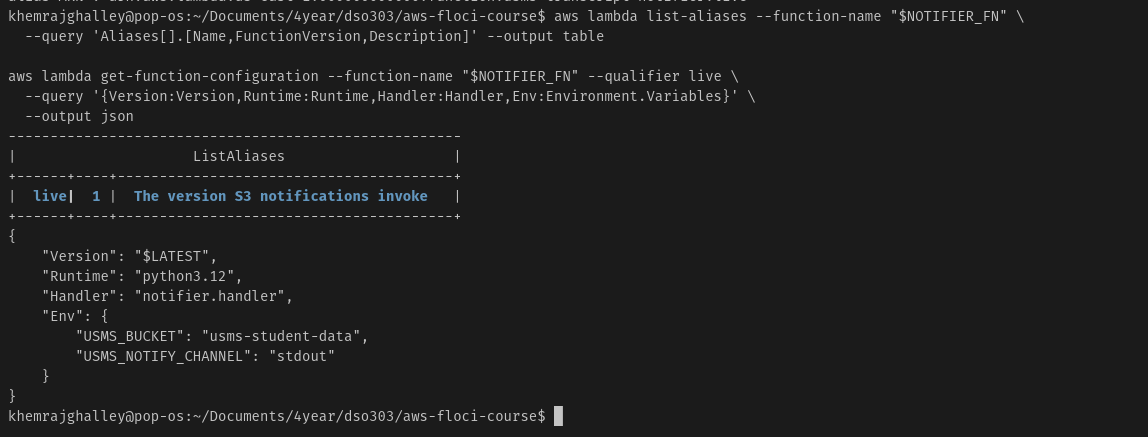 khemrajghalley@pop-os:~/Documents/4year/dso303/aws-floci-course$ aws lambda list-aliases --function-name "$NOTIFIER_FN" \
  --query 'Aliases[].[Name,FunctionVersion,Description]' --output table

aws lambda get-function-configuration --function-name "$NOTIFIER_FN" --qualifier live \
  --query '{Version:Version,Runtime:Runtime,Handler:Handler,Env:Environment.Variables}' \
  --output json
------------------------------------------------------
|                     ListAliases                    |
+------+----+----------------------------------------+
|  live|  1 |  The version S3 notifications invoke   |
+------+----+----------------------------------------+
{
    "Version": "$LATEST",
    "Runtime": "python3.12",
    "Handler": "notifier.handler",
    "Env": {
        "USMS_BUCKET": "usms-student-data",
        "USMS_NOTIFY_CHANNEL": "stdout"
    }
}
khemrajghalley@pop-os:~/Documents/4year/dso303/aws-floci-course$